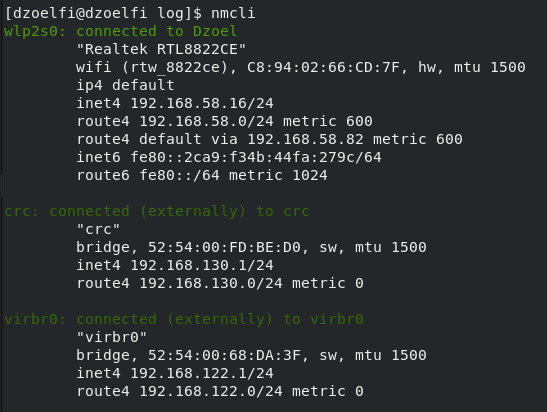 [dzoelfi@dzoelfi log]$ nmcli
wlp2s0: connected to Dzoel
"Realtek RTL8822CE"
wifi (rtw_8822ce), C8:94:02:66:CD:7F, hw, mtu 1500
ip4 default
inet4 192.168.58.16/24
route4 192.168.58.0/24 metric 600
route4 default via 192.168.58.82 metric 600
inet6 fe80::2ca9:f34b:44fa:279c/64
route6 fe80::/64 metric 1024
crc: connected (externally) to crc
"crc"
bridge, 52:54:00:FD:BE:D0, sw, mtu 1500
inet4 192.168.130.1/24
route4 192.168.130.0/24 metric 0
virbr0: connected (externally) to virbr0
"virbr0"
bridge, 52:54:00:68:DA:3F, sw, mtu 1500
inet4 192.168.122.1/24
route4 192.168.122.0/24 metric 0